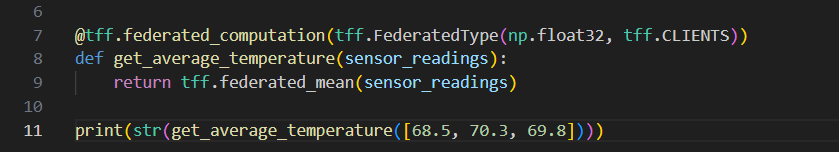 6
7 @tff.federated_computation(tff.FederatedType(np.float32, tff.CLIENTS))
8 def get_average_temperature(sensor_readings):
9     return tff.federated_mean(sensor_readings)
10
11 print(str(get_average_temperature([68.5, 70.3, 69.8])))